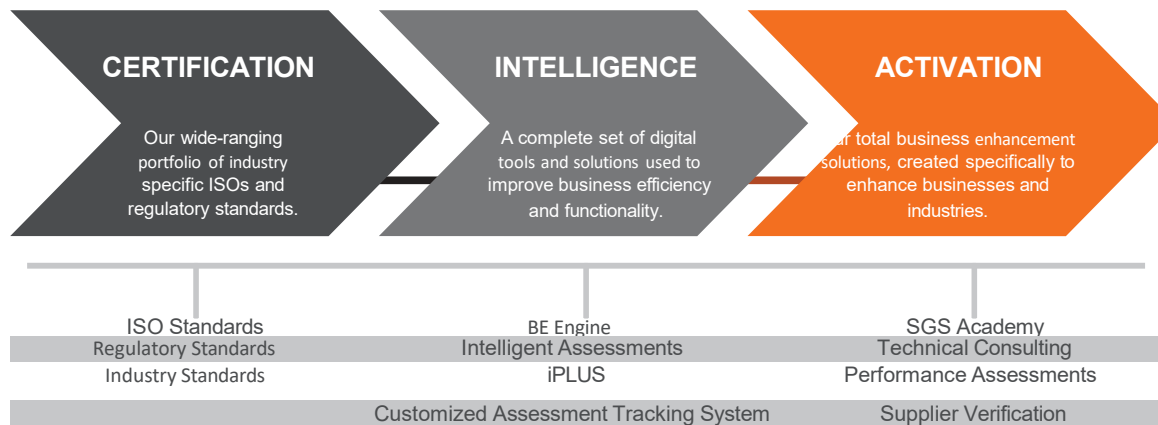 CERTIFICATION
Our wide-ranging
portfolio of industry
specific ISOs and
regulatory standards.
INTELLIGENCE
A complete set of digital
tools and solutions used to
improve business efficiency
and functionality.
ACTIVATION
total business enhancement
solutions, created specifically to
enhance businesses and
industries.
ISO Standards
Regulatory Standards
Industry Standards
BE Engine
Intelligent Assessments
iPLUS
Customized Assessment Tracking System
SGS Academy
Technical Consulting
Performance Assessments
Supplier Verification